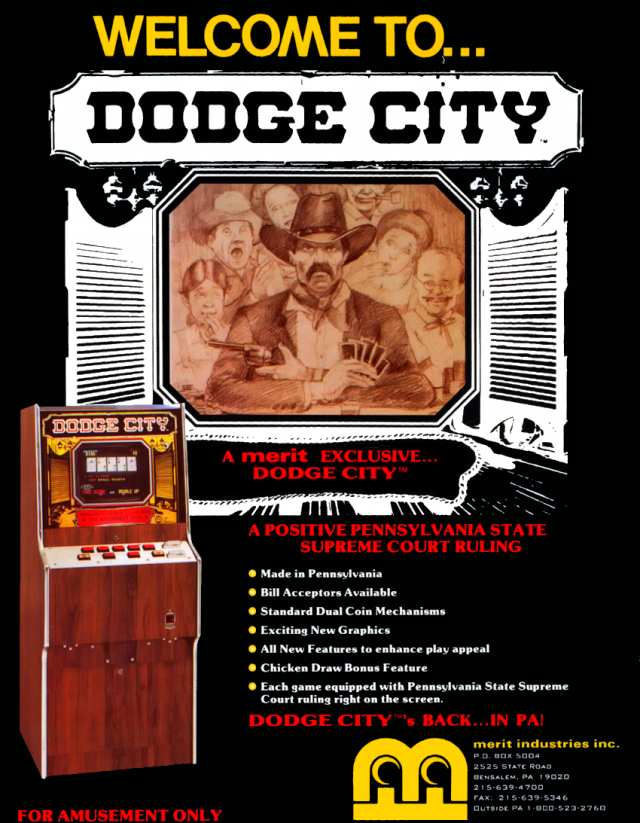 WELCOME TO...
DODGE CITY™
DODGE CITY
A merit EXCLUSIVE...
DODGE CITY™
A POSITIVE PENNSYLVANIA STATE
SUPREME COURT RULING
Made in Pennsylvania
Bill Acceptors Available
Standard Dual Coin Mechanisms
Exciting New Graphics
All New Features to enhance play appeal
Chicken Draw Bonus Feature
Each game equipped with Pennsylvania State Supreme
Court ruling right on the screen.
DODGE CITY™'s BACK...IN PA!
merit industries inc.
P.O. BOX 5004
2525 STATE ROAD
BENSALEM, PA 19020
215-639-4700
FAX: 215-639-5346
OUTSIDE PA 1-800-523-2760
FOR AMUSEMENT ONLY